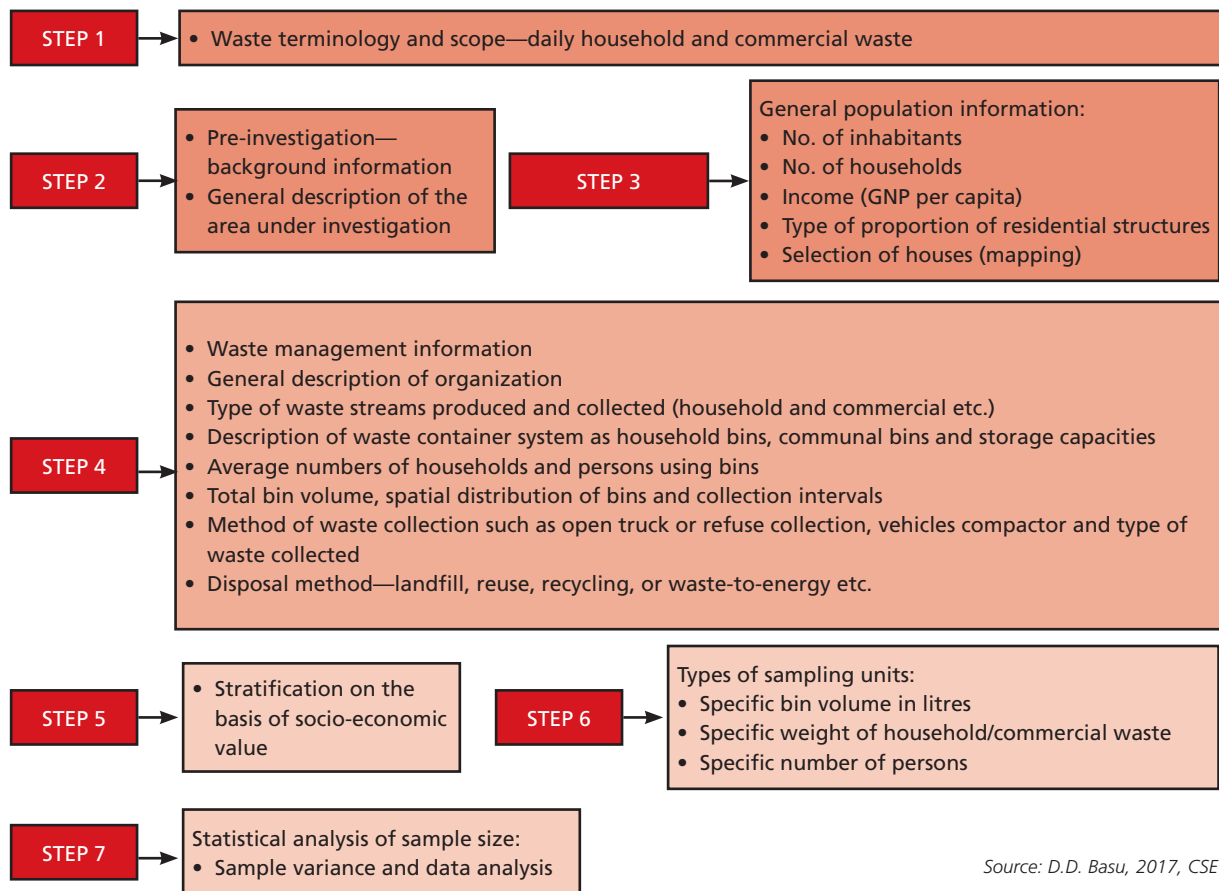 STEP 1
• Waste terminology and scope—daily household and commercial waste
STEP 2
• Pre-investigation—
background information
• General description of the
area under investigation
STEP 3
General population information:
• No. of inhabitants
• No. of households
• Income (GNP per capita)
• Type of proportion of residential structures
• Selection of houses (mapping)
STEP 4
• Waste management information
• General description of organization
• Type of waste streams produced and collected (household and commercial etc.)
• Description of waste container system as household bins, communal bins and storage capacities
• Average numbers of households and persons using bins
• Total bin volume, spatial distribution of bins and collection intervals
• Method of waste collection such as open truck or refuse collection, vehicles compactor and type of
waste collected
• Disposal method—landfill, reuse, recycling, or waste-to-energy etc.
STEP 5
• Stratification on the
basis of socio-economic
value
STEP 6
Types of sampling units:
• Specific bin volume in litres
• Specific weight of household/commercial waste
• Specific number of persons
STEP 7
Statistical analysis of sample size:
• Sample variance and data analysis
Source: D.D. Basu, 2017, CSE